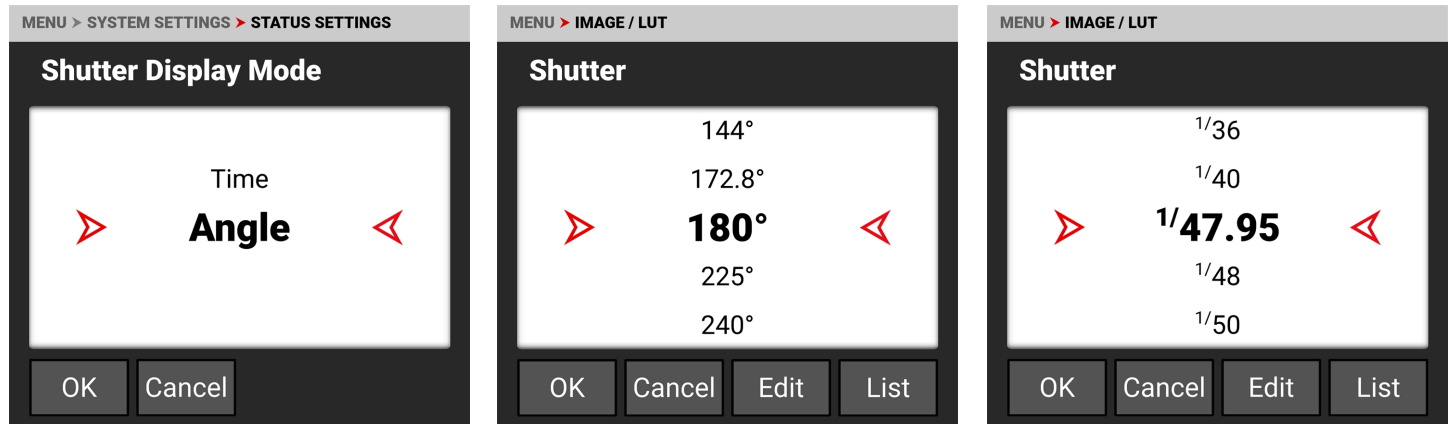 MENU > SYSTEM SETTINGS > STATUS SETTINGS
Shutter Display Mode
Time
Angle
OK
Cancel
MENU > IMAGE / LUT
Shutter
144°
172.8°
180°
225°
240°
OK
Cancel
Edit
List
MENU > IMAGE / LUT
Shutter
1/36
1/40
1/47.95
1/48
1/50
OK
Cancel
Edit
List